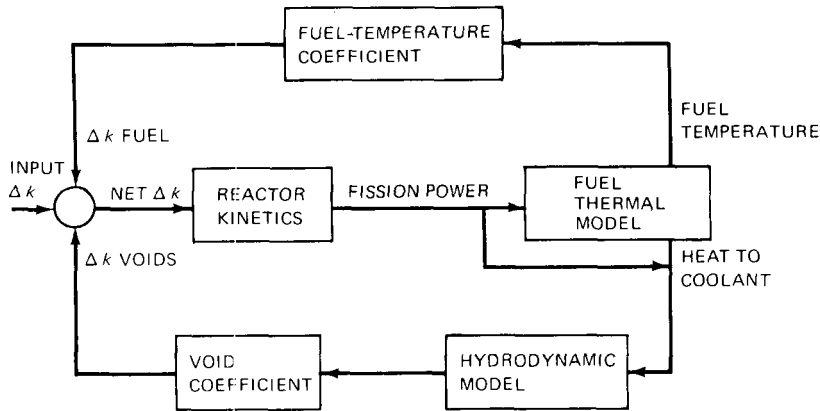 FUEL-TEMPERATURE
COEFFICIENT
FUEL
TEMPERATURE
Δk FUEL
INPUT
Δk
NET Δk
REACTOR
KINETICS
FISSION POWER
FUEL
THERMAL
MODEL
Δk VOIDS
HEAT TO
COOLANT
VOID
COEFFICIENT
HYDRODYNAMIC
MODEL